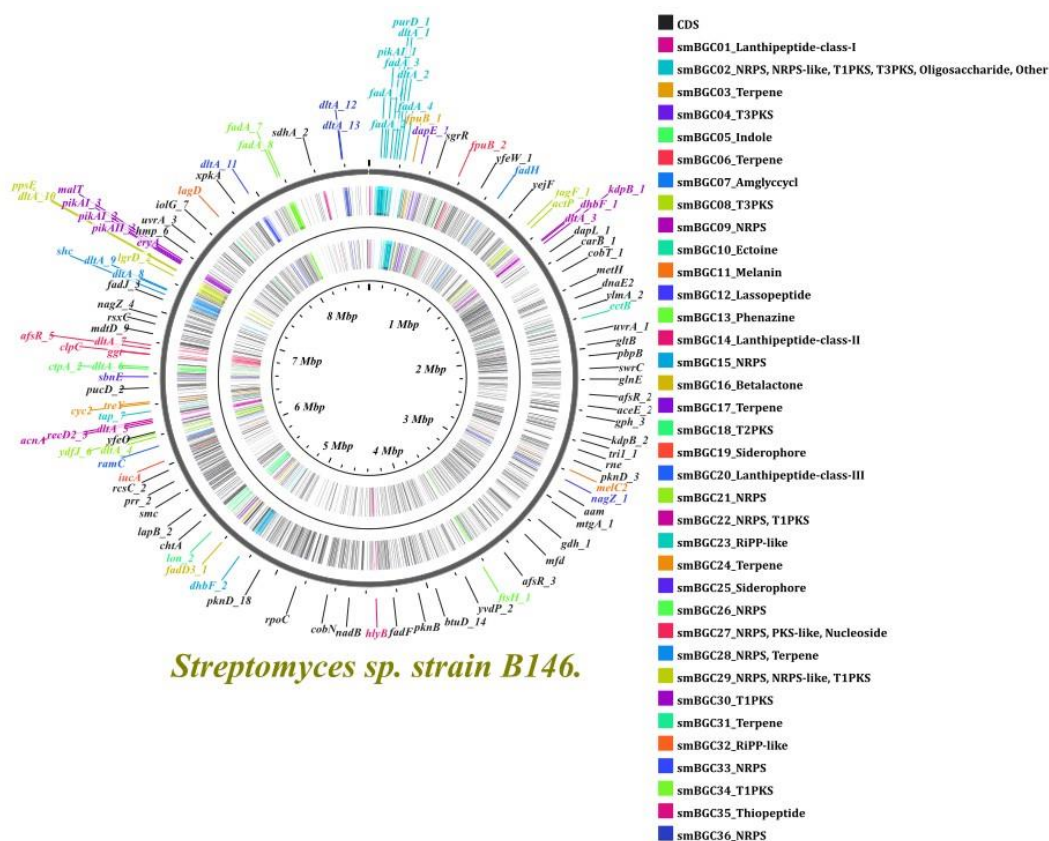 purD_1
dltA_1
pikAI_1
fadA_3
dltA_2
fadA_4
fpuB_1
sgrR
fpuB_2
yfeW_1
fadH
yejF
tagF_1
actP
kdpB_1
dhbF_1
dltA_3
dapL_1
carB_1
cobT_1
metH
dnaE2
ylmA_2
ectB
uvrA_1
gltB
pbpB
swrC
glnE
afsR_2
aceE_2
gph_3
kdpB_2
tri1_1
rne
pknD_3
melC2
nagZ_1
aam
mtgA_1
gdh_1
mfd
afsR_3
ftsH_1
yvdP_2
btuD_14
pknB
fadF
hlyB
nadB
cobN
rpoC
pknD_18
dhbF_2
fadD3_1
lon_2
chtA
lapB_2
smc
prr_2
rcsC_2
incA
ramC
ydfJ_6
dltA_4
yfeO
acnA
recD2_3
dltA_5
tap_7
cyc2
treY
pucD_2
sbnE
ctpA_2
dltA_6
ggt
clpC
dltA_7
afsR_5
mdtD_9
rsxC
nagZ_4
fadJ_3
dltA_8
dltA_9
shc
lgrD_
eryA
hmp_6
pikAII_
pikAI_2
uvrA_3
pikAI_3
iolG_7
malT
dltA_10
ppsE
lagD
xpkA
dltA_11
fadA_8
fadA_7
sdhA_2
dltA_13
dltA_12
1 Mbp
2 Mbp
3 Mbp
4 Mbp
5 Mbp
6 Mbp
7 Mbp
8 Mbp
Streptomyces sp. strain B146.
CDS
smBGC01_Lanthipeptide-class-I
smBGC02_NRPS, NRPS-like, T1PKS, T3PKS, Oligosaccharide, Other
smBGC03_Terpene
smBGC04_T3PKS
smBGC05_Indole
smBGC06_Terpene
smBGC07_Amglyccycl
smBGC08_T3PKS
smBGC09_NRPS
smBGC10_Ectoine
smBGC11_Melanin
smBGC12_Lassopeptide
smBGC13_Phenazine
smBGC14_Lanthipeptide-class-II
smBGC15_NRPS
smBGC16_Betalactone
smBGC17_Terpene
smBGC18_T2PKS
smBGC19_Siderophore
smBGC20_Lanthipeptide-class-III
smBGC21_NRPS
smBGC22_NRPS, T1PKS
smBGC23_RiPP-like
smBGC24_Terpene
smBGC25_Siderophore
smBGC26_NRPS
smBGC27_NRPS, PKS-like, Nucleoside
smBGC28_NRPS, Terpene
smBGC29_NRPS, NRPS-like, T1PKS
smBGC30_T1PKS
smBGC31_Terpene
smBGC32_RiPP-like
smBGC33_NRPS
smBGC34_T1PKS
smBGC35_Thiopeptide
smBGC36_NRPS